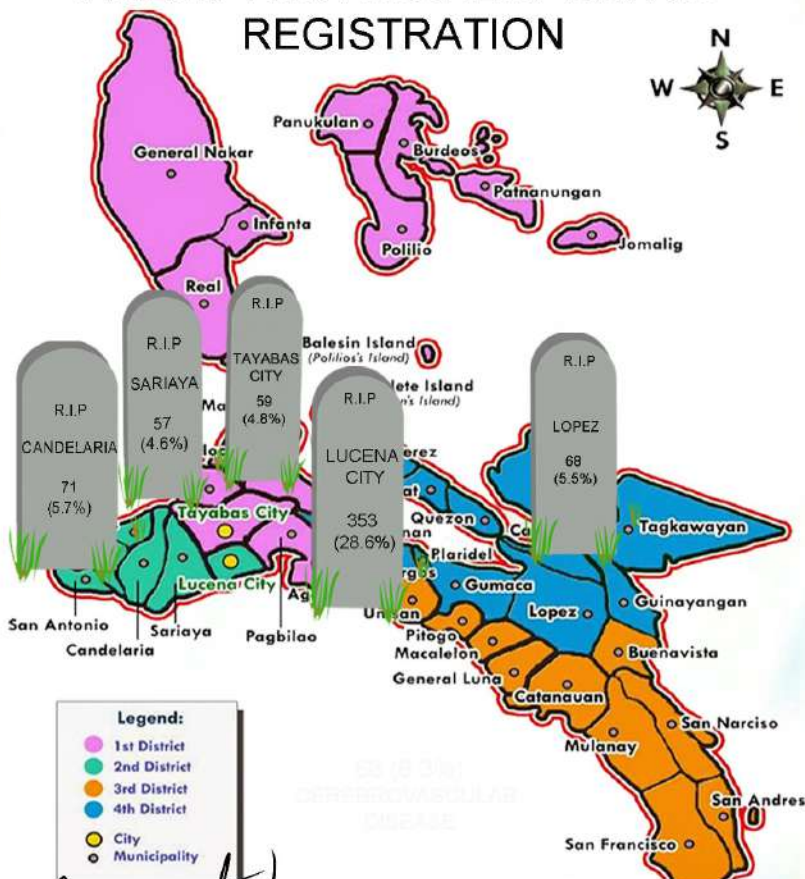 REGISTRATION
N
W E
S
Panukulan
Burdeos
General Nakar
Patnanungan
Infanta
Polilio
Jomalig
Real
Balesin Island
(Polilios's Island)
R.I.P
CANDELARIA
71
(5.7%)
R.I.P
SARIAYA
57
(4.6%)
R.I.P
TAYABAS
CITY
59
(4.8%)
R.I.P
LUCENA
CITY
353
(28.6%)
R.I.P
LOPEZ
68
(5.5%)
Island
Island)
Quezon
Tagkawayan
Tayabas City
Plaridel
Lucena City
Gumaca
Guinayangan
Lopez
San Antonio
Candelaria
Sariaya
Pagbilao
Unisan
Pitogo
Macalelon
General Luna
Buenavista
Catanauan
San Narciso
Mulanay
San Andres
San Francisco
Legend:
1st District
2nd District
3rd District
4th District
City
Municipality